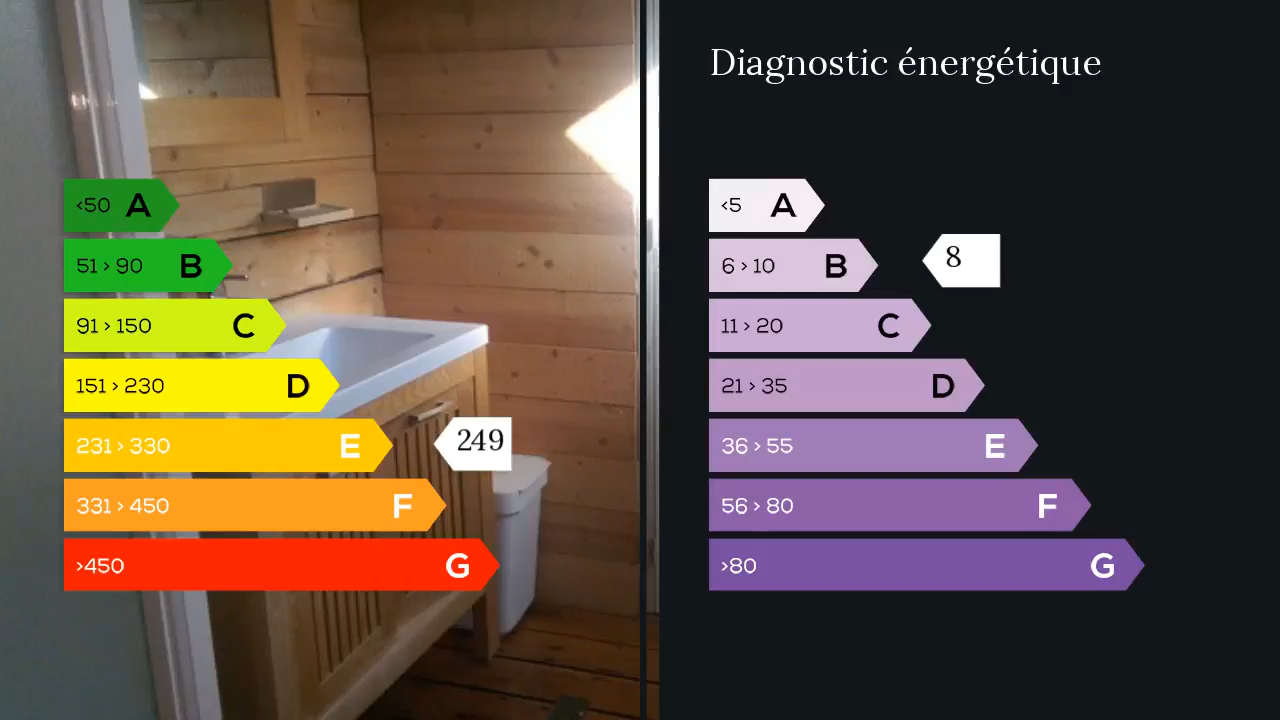 Diagnostic énergétique
<50 A
51 > 90 B
91 > 150 C
151 > 230 D
231 > 330 E
249
331 > 450 F
>450 G
<5 A
6 > 10 B
8
11 > 20 C
21 > 35 D
36 > 55 E
56 > 80 F
>80 G